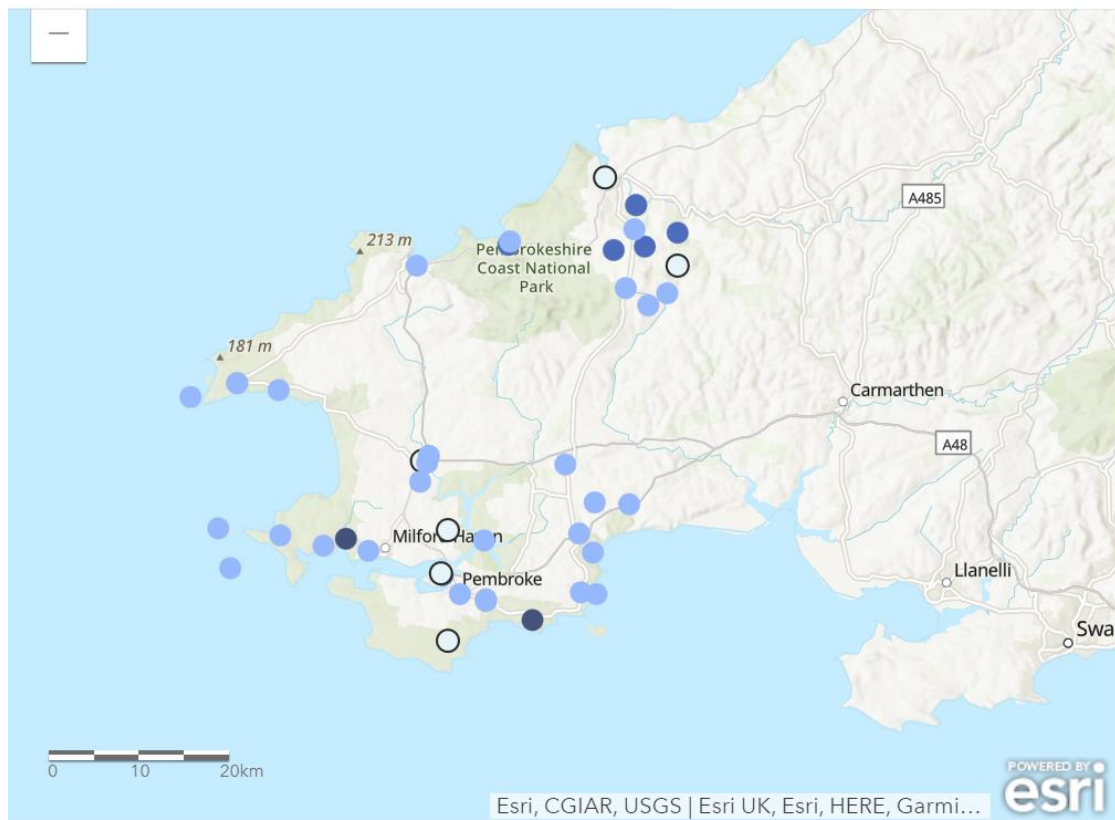 A485
213 m
Pembrokeshire
Coast National
Park
181 m
Carmarthen
A48
Milford Haven
Llanelli
Pembroke
Swa
0 10 20km
POWERED BY
esri
Esri, CGIAR, USGS | Esri UK, Esri, HERE, Garmi...